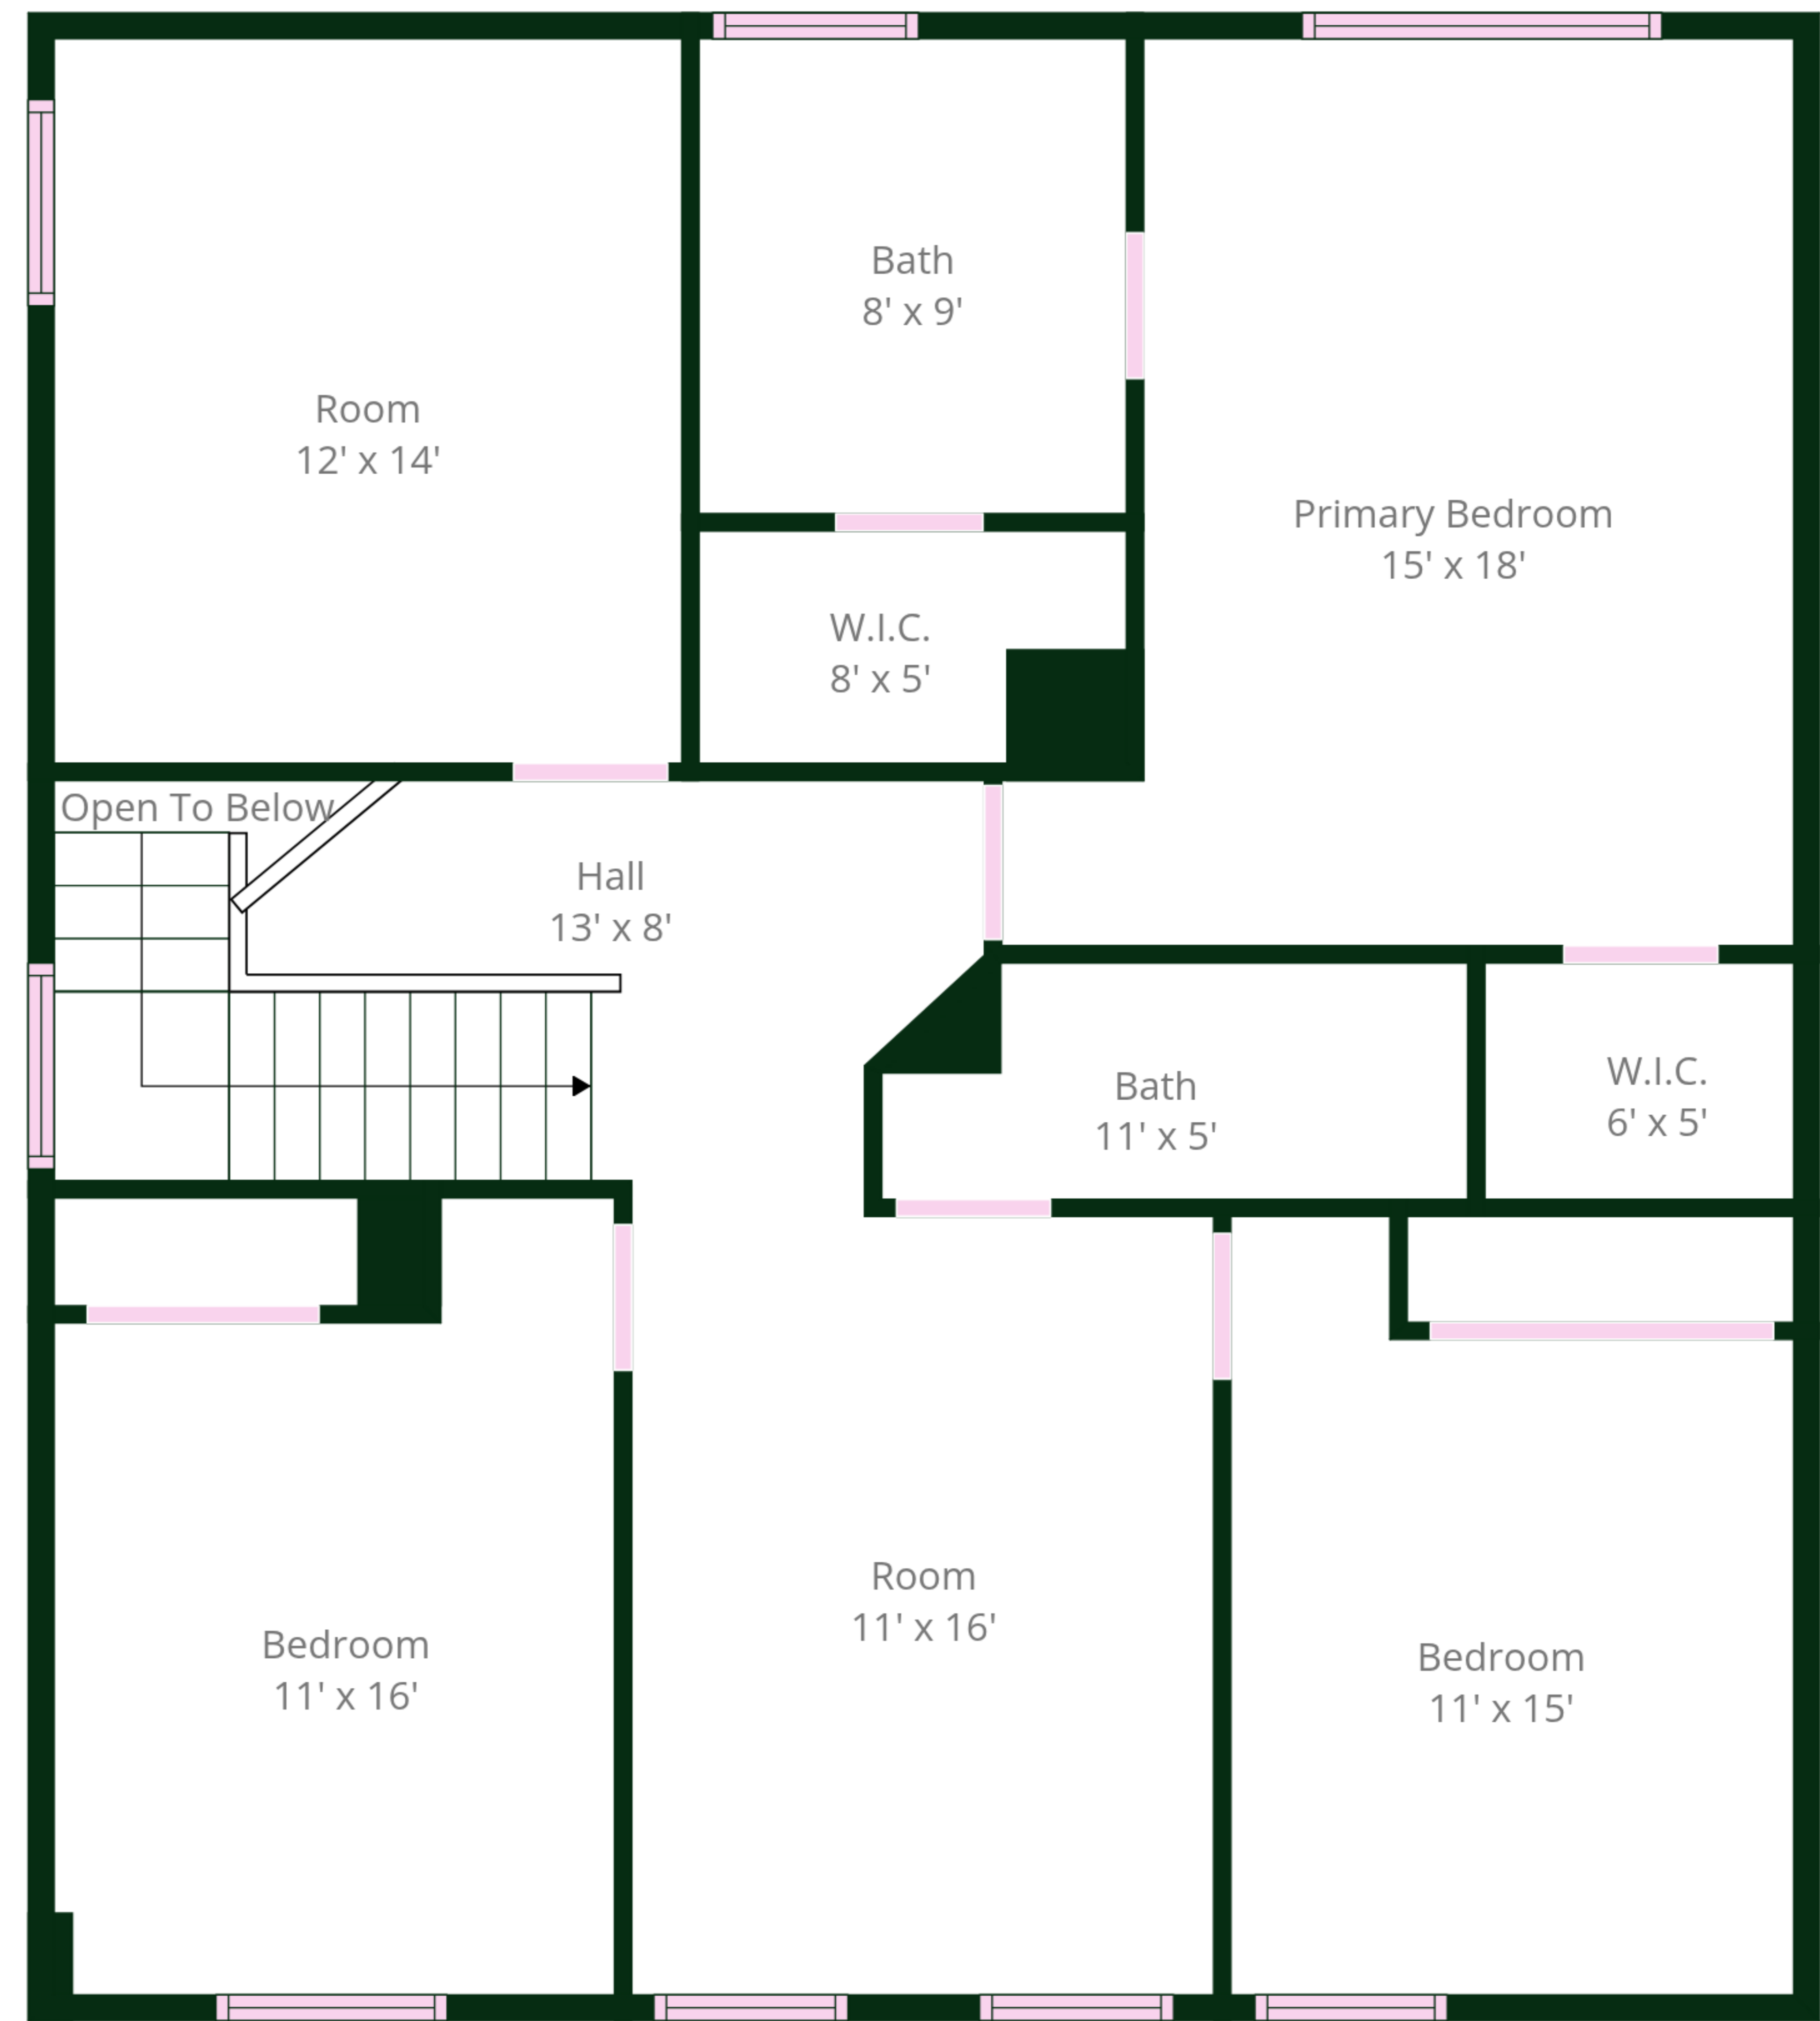 Bath
8' x 9'
Room
12' x 14'
Primary Bedroom
15' x 18'
W.I.C.
8' x 5'
Open To Below
Hall
13' x 8'
Bath
11' x 5'
W.I.C.
6' x 5'
Room
11' x 16'
Bedroom
11' x 16'
Bedroom
11' x 15'